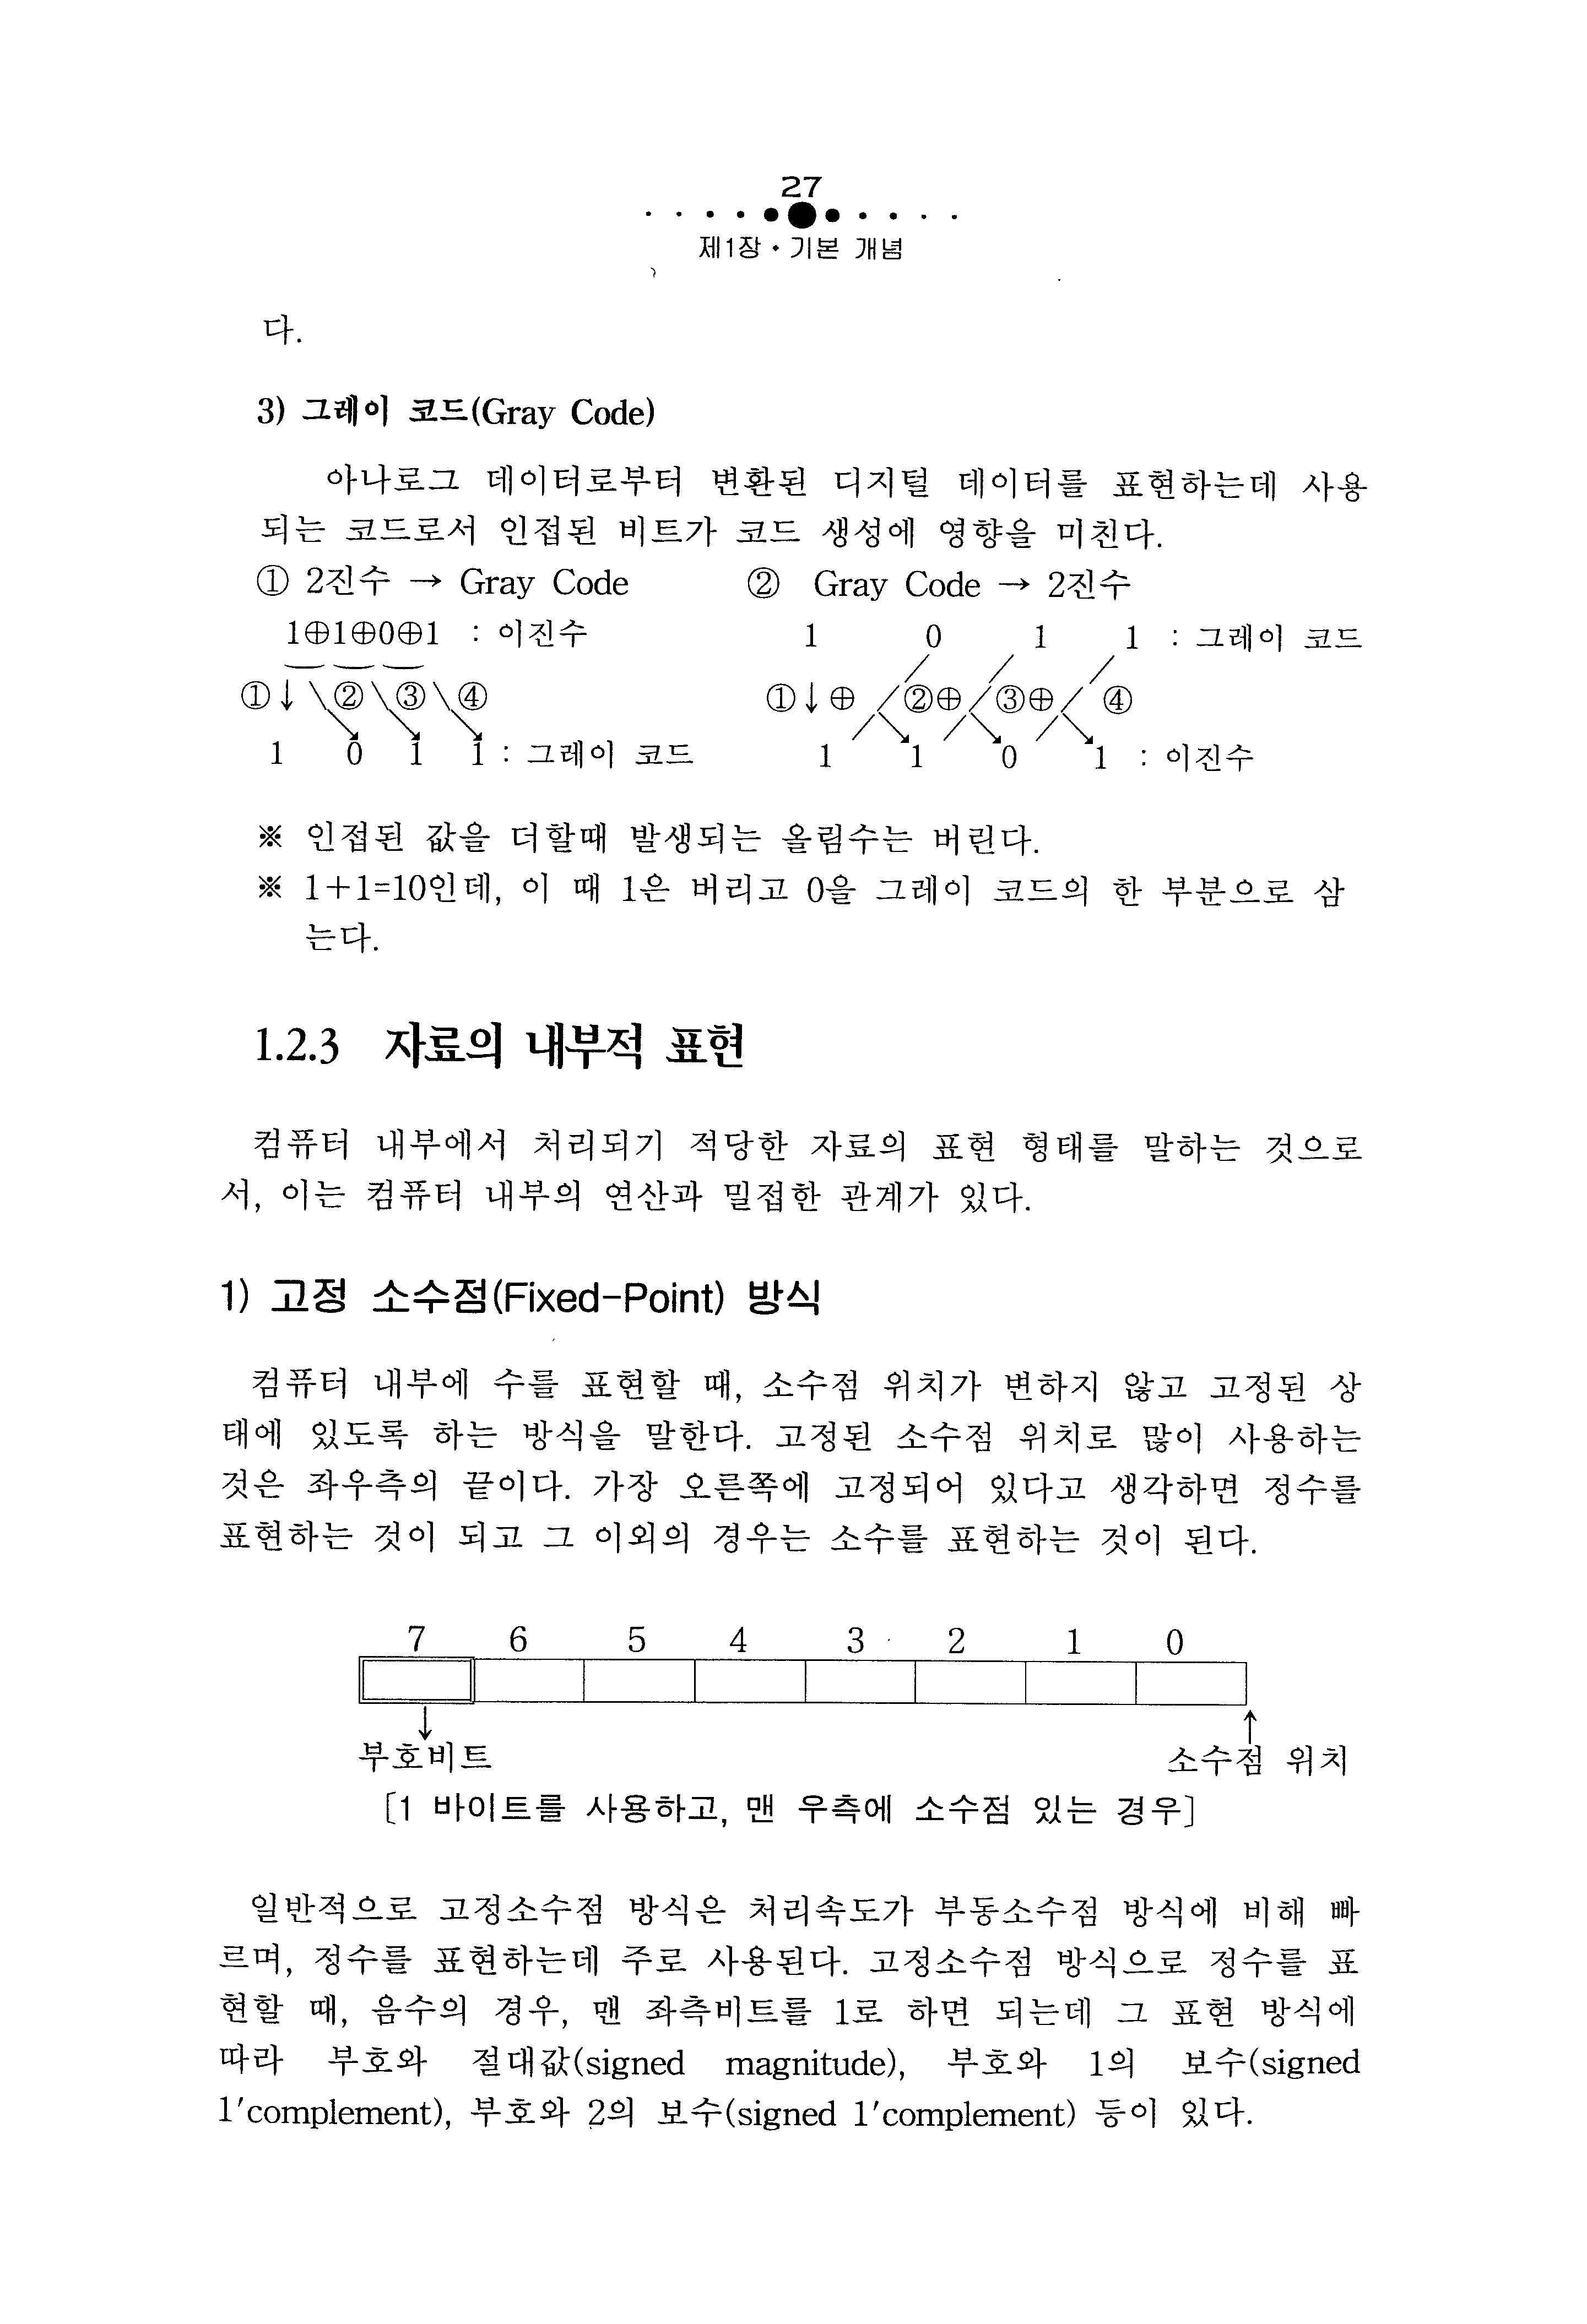 27
제1장 · 기본 개념
다.
3) 그레이 코드(Gray Code)
아나로그 데이터로부터 변환된 디지털 데이터를 표현하는데 사용
되는 코드로서 인접된 비트가 코드 생성에 영향을 미친다.
① 2진수 → Gray Code
1⊕1⊕0⊕1 : 이진수
①↓ \②\③\④
1 0 1 1 : 그레이 코드
② Gray Code → 2진수
1 0 1 1 : 그레이 코드
①↓⊕ ②⊕ ③⊕ ④
1 1 0 1 : 이진수
※ 인접된 값을 더할때 발생되는 올림수는 버린다.
※ 1+1=10인데, 이 때 1은 버리고 0을 그레이 코드의 한 부분으로 삼
는다.
1.2.3 자료의 내부적 표현
컴퓨터 내부에서 처리되기 적당한 자료의 표현 형태를 말하는 것으로
서, 이는 컴퓨터 내부의 연산과 밀접한 관계가 있다.
1) 고정 소수점(Fixed-Point) 방식
컴퓨터 내부에 수를 표현할 때, 소수점 위치가 변하지 않고 고정된 상
태에 있도록 하는 방식을 말한다. 고정된 소수점 위치로 많이 사용하는
것은 좌우측의 끝이다. 가장 오른쪽에 고정되어 있다고 생각하면 정수를
표현하는 것이 되고 그 이외의 경우는 소수를 표현하는 것이 된다.
7 6 5 4 3 2 1 0
↓ ↑
부호비트 소수점 위치
[1 바이트를 사용하고, 맨 우측에 소수점 있는 경우]
일반적으로 고정소수점 방식은 처리속도가 부동소수점 방식에 비해 빠
르며, 정수를 표현하는데 주로 사용된다. 고정소수점 방식으로 정수를 표
현할 때, 음수의 경우, 맨 좌측비트를 1로 하면 되는데 그 표현 방식에
따라 부호와 절대값(signed magnitude), 부호와 1의 보수(signed
1′complement), 부호와 2의 보수(signed 1′complement) 등이 있다.